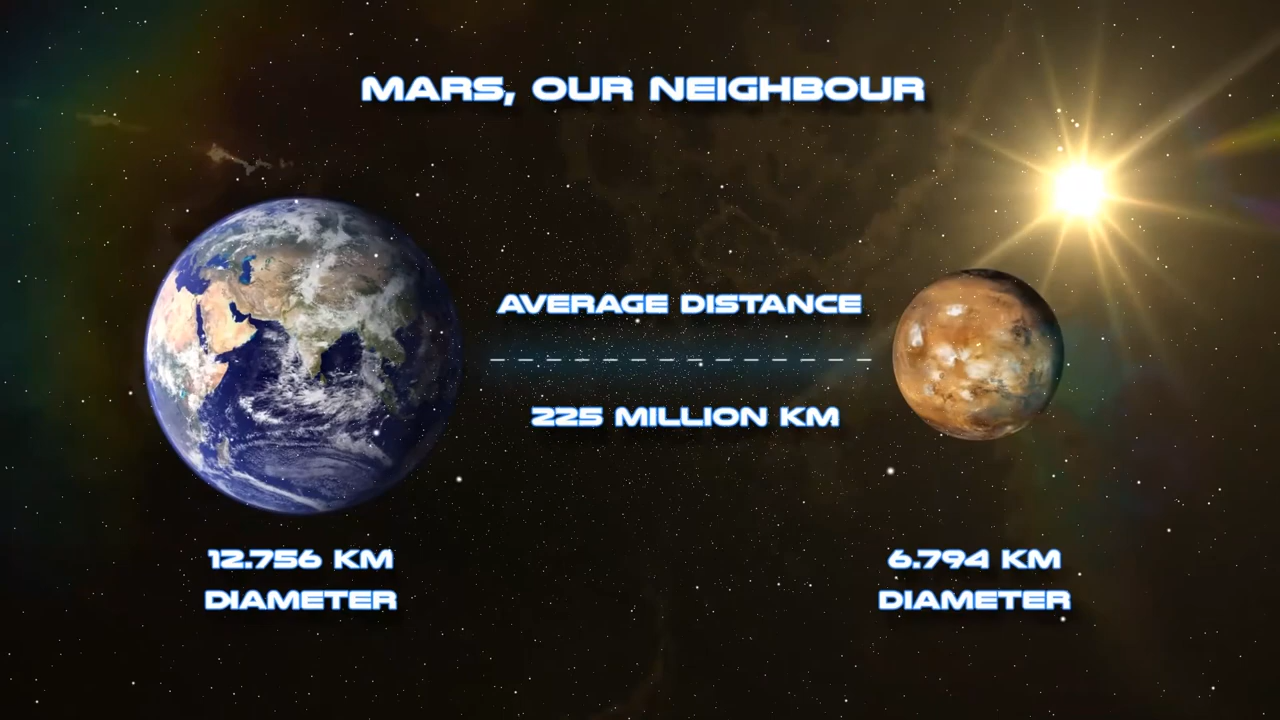 MARS, OUR NEIGHBOUR
AVERAGE DISTANCE
225 MILLION KM
12.756 KM
DIAMETER
6.794 KM
DIAMETER